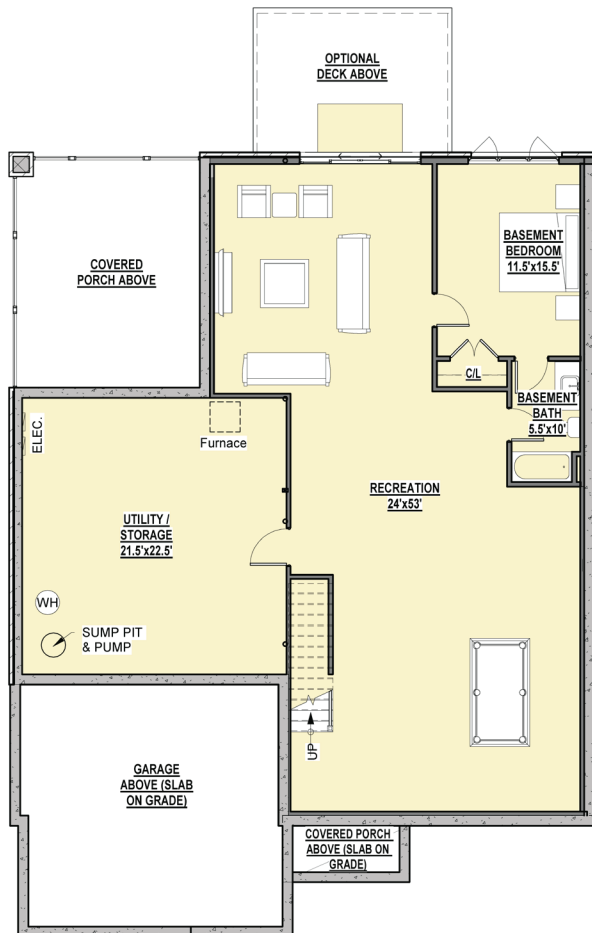 OPTIONAL
DECK ABOVE
COVERED
PORCH ABOVE
BASEMENT
BEDROOM
11.5'x15.5'
C/L
BASEMENT
BATH
5.5'x10'
ELEC.
Furnace
RECREATION
24'x53'
UTILITY /
STORAGE
21.5'x22.5'
WH
SUMP PIT
& PUMP
UP
GARAGE
ABOVE (SLAB
ON GRADE)
COVERED PORCH
ABOVE (SLAB ON
GRADE)